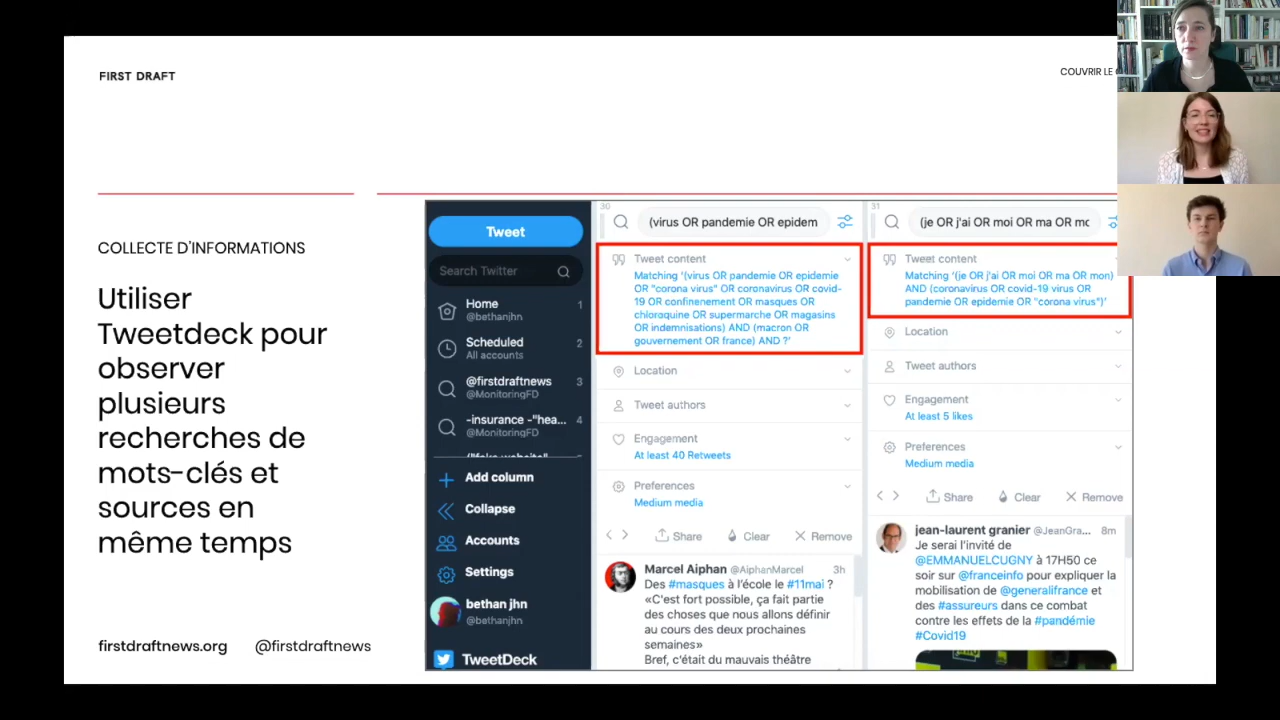 FIRST DRAFT
COUVRIR LE
COLLECTE D'INFORMATIONS
Utiliser
Tweetdeck pour
observer
plusieurs
recherches de
mots-clés et
sources en
même temps
firstdraftnews.org
@firstdraftnews
Tweet
Search Twitter
Home 1
@bethanjhn
Scheduled 2
All accounts
@firstdraftnews 3
@MonitoringFD
-insurance -"hea... 4
@MonitoringFD
Add column
Collapse
Accounts
Settings
bethan jhn
@bethanjhn
TweetDeck
30
(virus OR pandemie OR epidem
Tweet content
Matching '(virus OR pandemie OR epidemie
OR "corona virus" OR coronavirus OR covid-
19 OR confinenement OR masques OR
chloroquine OR supermarche OR magasins
OR indemnisations) AND (macron OR
gouvernement OR france) AND ?'
Location
Tweet authors
Engagement
At least 40 Retweets
Preferences
Medium media
Share Clear Remove
Marcel Aiphan @AiphanMarcel 3h
Des #masques à l'école le #11mai ?
«C'est fort possible, ça fait partie
des choses que nous allons définir
au cours des deux prochaines
semaines»
Bref, c'était du mauvais théâtre
31
(je OR j'ai OR moi OR ma OR mc
Tweet content
Matching '(je OR j'ai OR moi OR ma OR mon)
AND (coronavirus OR covid-19 virus OR
pandemie OR epidemie OR "corona virus")'
Location
Tweet authors
Engagement
At least 5 likes
Preferences
Medium media
Share Clear Remove
jean-laurent granier @JeanGra... 8m
Je serai l'invité de
@EMMANUELCUGNY à 17H50 ce
soir sur @franceinfo pour expliquer la
mobilisation de @generalifrance et
des #assureurs dans ce combat
contre les effets de la #pandémie
#Covid19